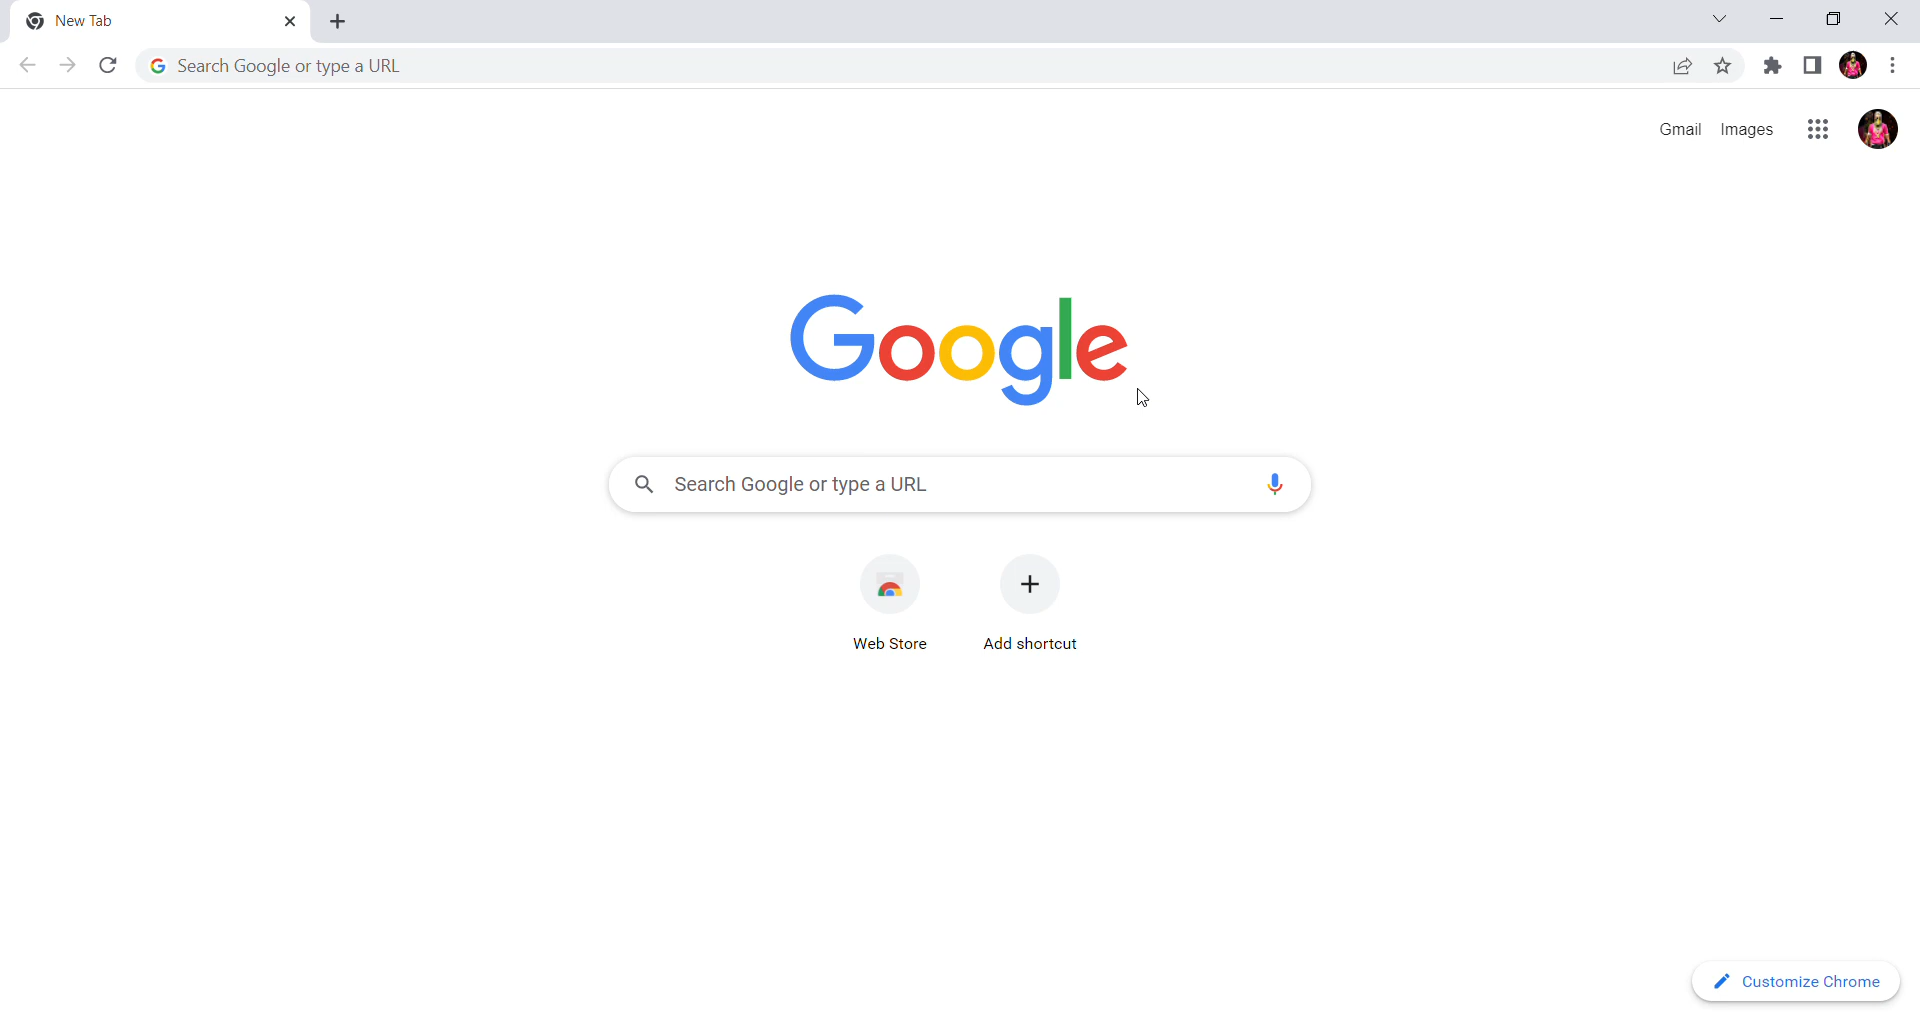 New Tab
Search Google or type a URL
Gmail Images
Google
Search Google or type a URL
Web Store Add shortcut
Customize Chrome